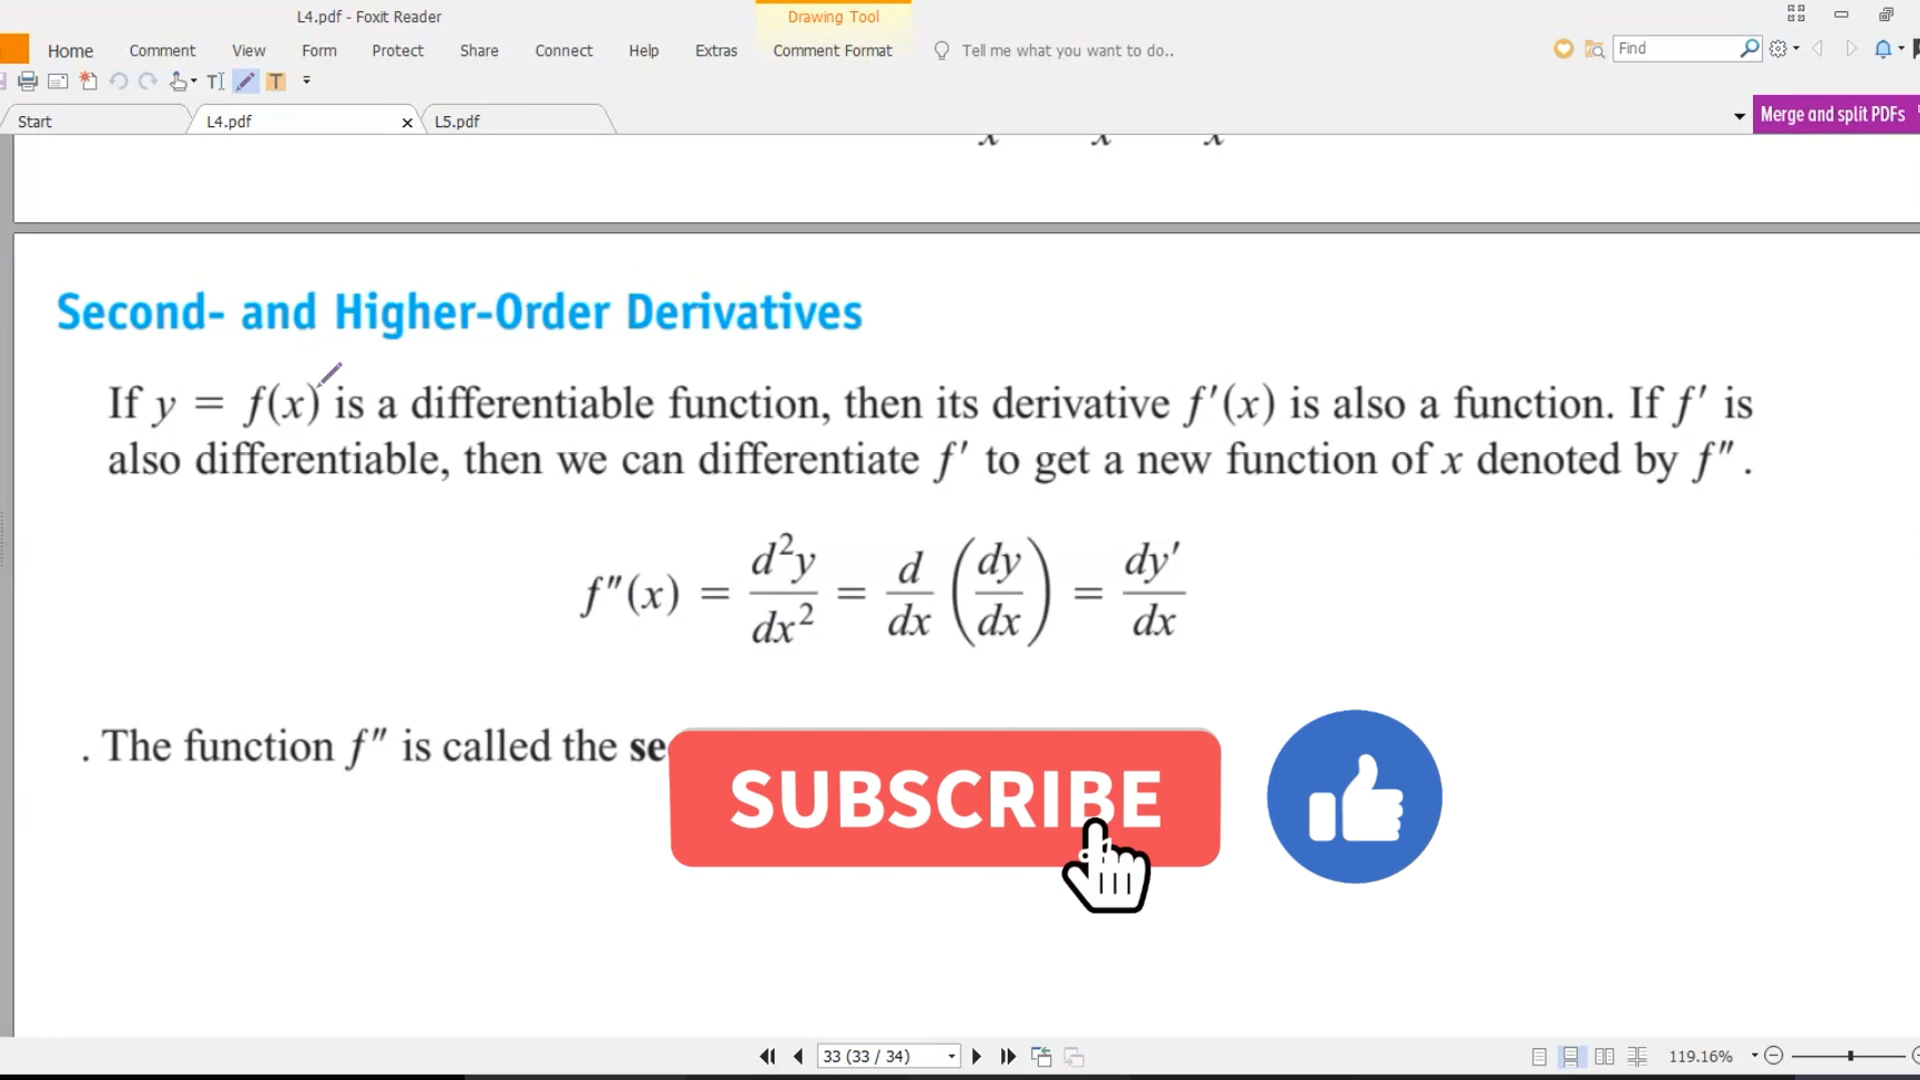 L4.pdf - Foxit Reader
Drawing Tool
Home Comment View Form Protect Share Connect Help Extras Comment Format Tell me what you want to do.. Find
Start L4.pdf L5.pdf Merge and split PDFs
x x x
Second- and Higher-Order Derivatives
If y = f(x) is a differentiable function, then its derivative f′(x) is also a function. If f′ is
also differentiable, then we can differentiate f′ to get a new function of x denoted by f″ .
f″(x) = d²y/dx² = d/dx (dy/dx) = dy′/dx
. The function f″ is called the se
SUBSCRIBE
33 (33 / 34) 119.16%